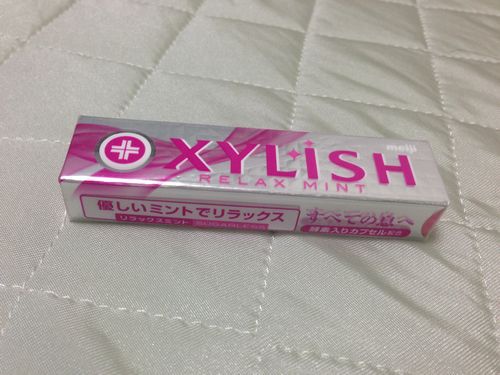 meiji
XYLISH
RELAX MINT
優しいミントでリラックス
リラックスミント SUGARLESS
すべての息へ
酵素入りカプセル配合